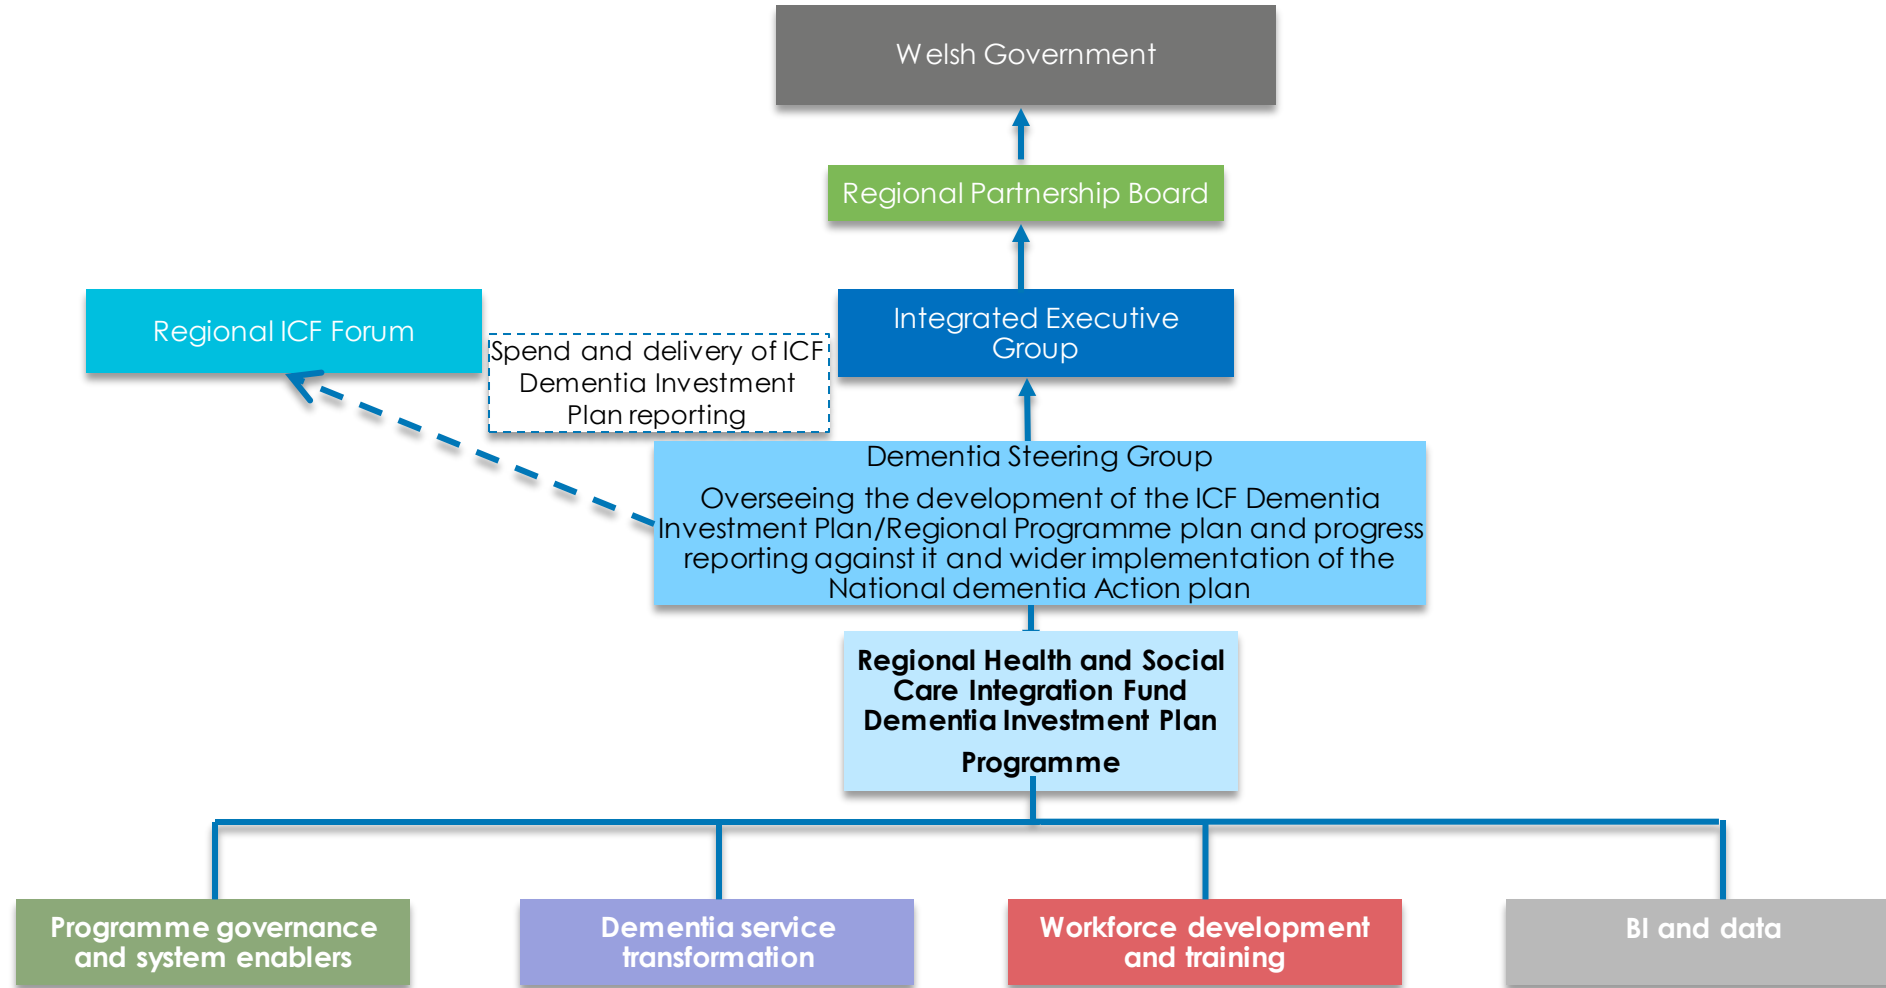 Welsh Government
Regional Partnership Board
Regional ICF Forum
Integrated Executive
Group
Spend and delivery of ICF
Dementia Investment
Plan reporting
Dementia Steering Group
Overseeing the development of the ICF Dementia
Investment Plan/Regional Programme plan and progress
reporting against it and wider implementation of the
National dementia Action plan
Regional Health and Social
Care Integration Fund
Dementia Investment Plan
Programme
Programme governance
and system enablers
Dementia service
transformation
Workforce development
and training
BI and data